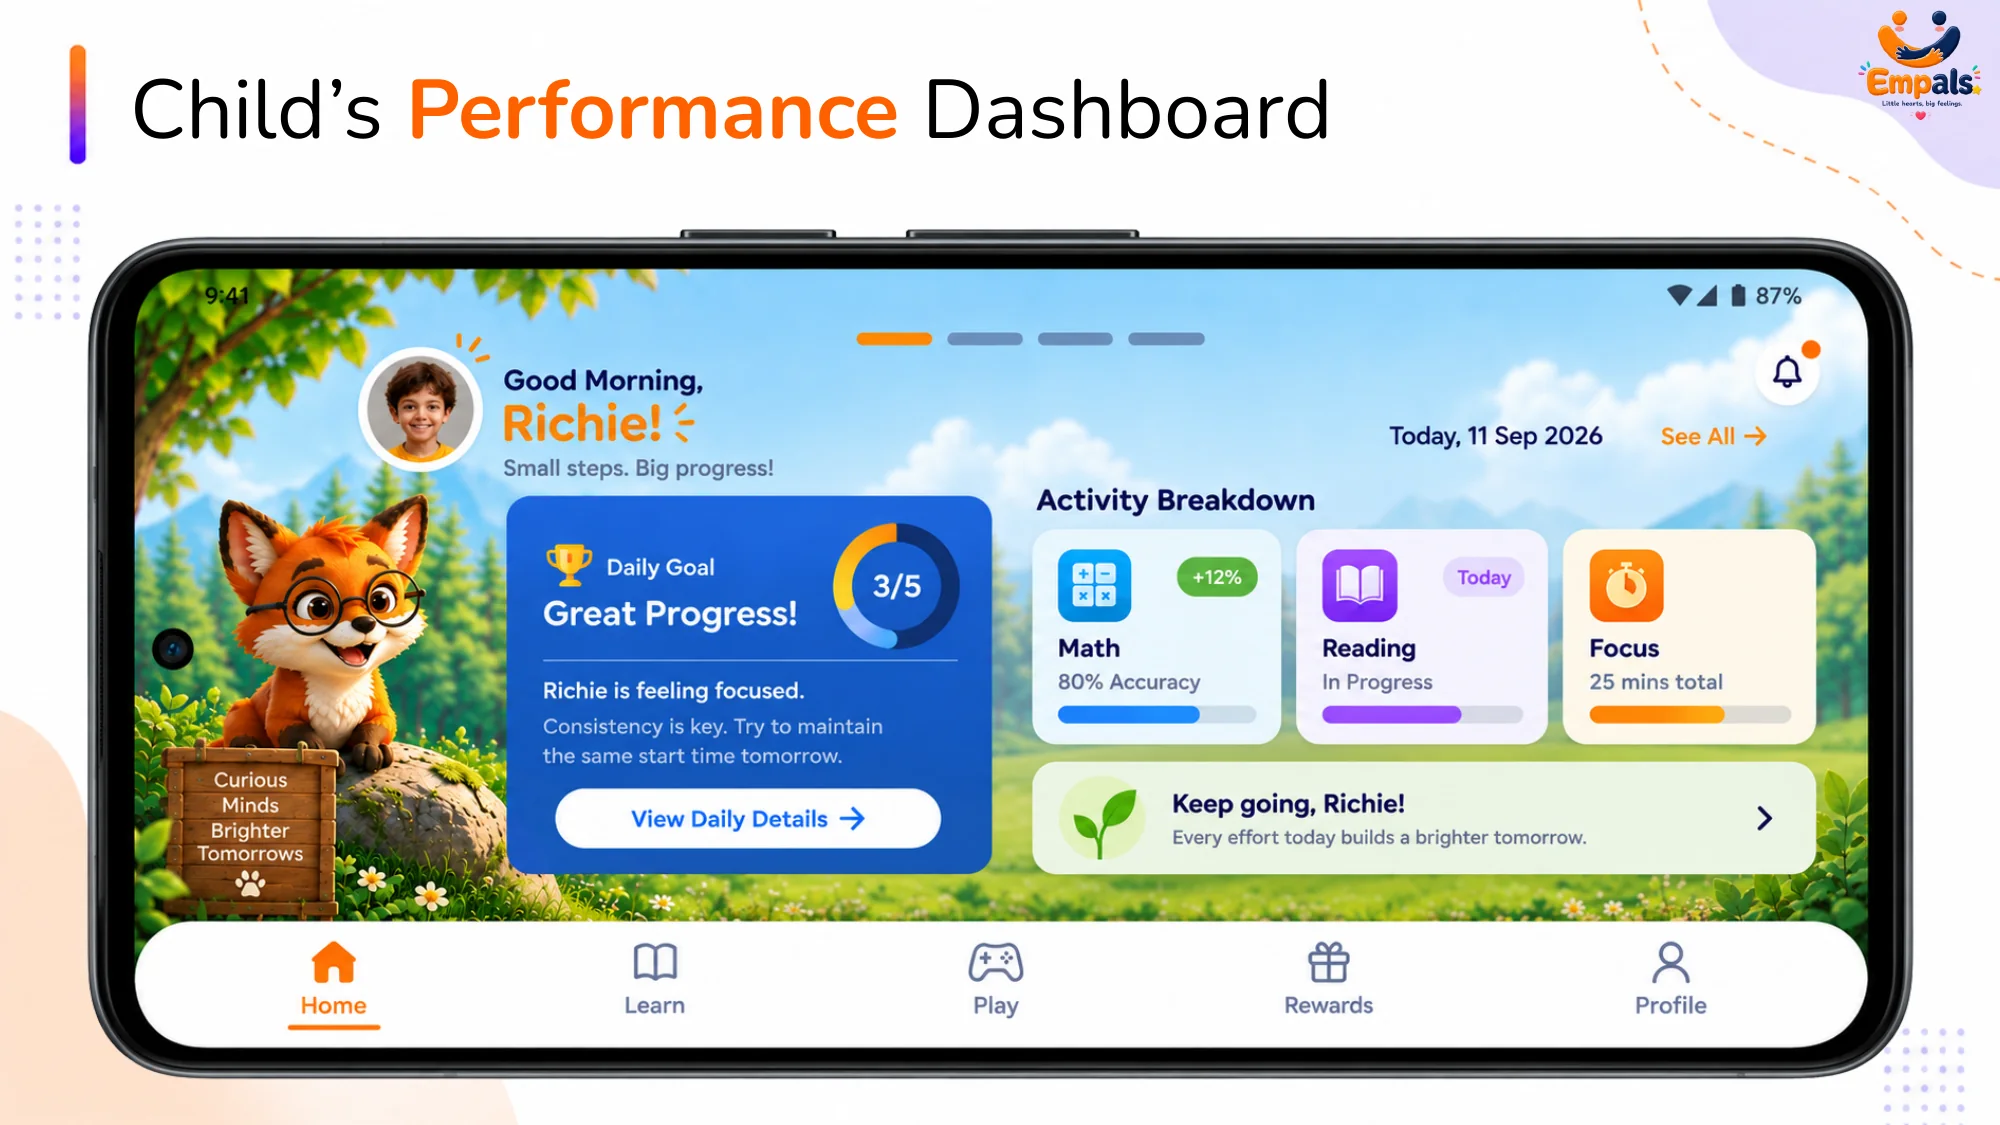 Child's Performance Dashboard
Empals
Little hearts, big feelings.
9:41
87%
Good Morning,
Richie!
Small steps. Big progress!
Today, 11 Sep 2026
See All →
Daily Goal
Great Progress!
3/5
Richie is feeling focused.
Consistency is key. Try to maintain
the same start time tomorrow.
View Daily Details →
Activity Breakdown
+12%
Math
80% Accuracy
Today
Reading
In Progress
Focus
25 mins total
Keep going, Richie!
Every effort today builds a brighter tomorrow.
Curious
Minds
Brighter
Tomorrows
Home
Learn
Play
Rewards
Profile